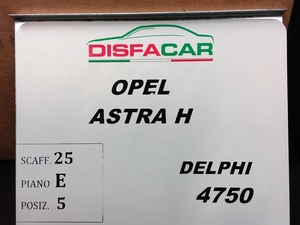 DISFACAR
OPEL
ASTRA H
SCAFF. 25
PIANO E
POSIZ. 5
DELPHI
4750